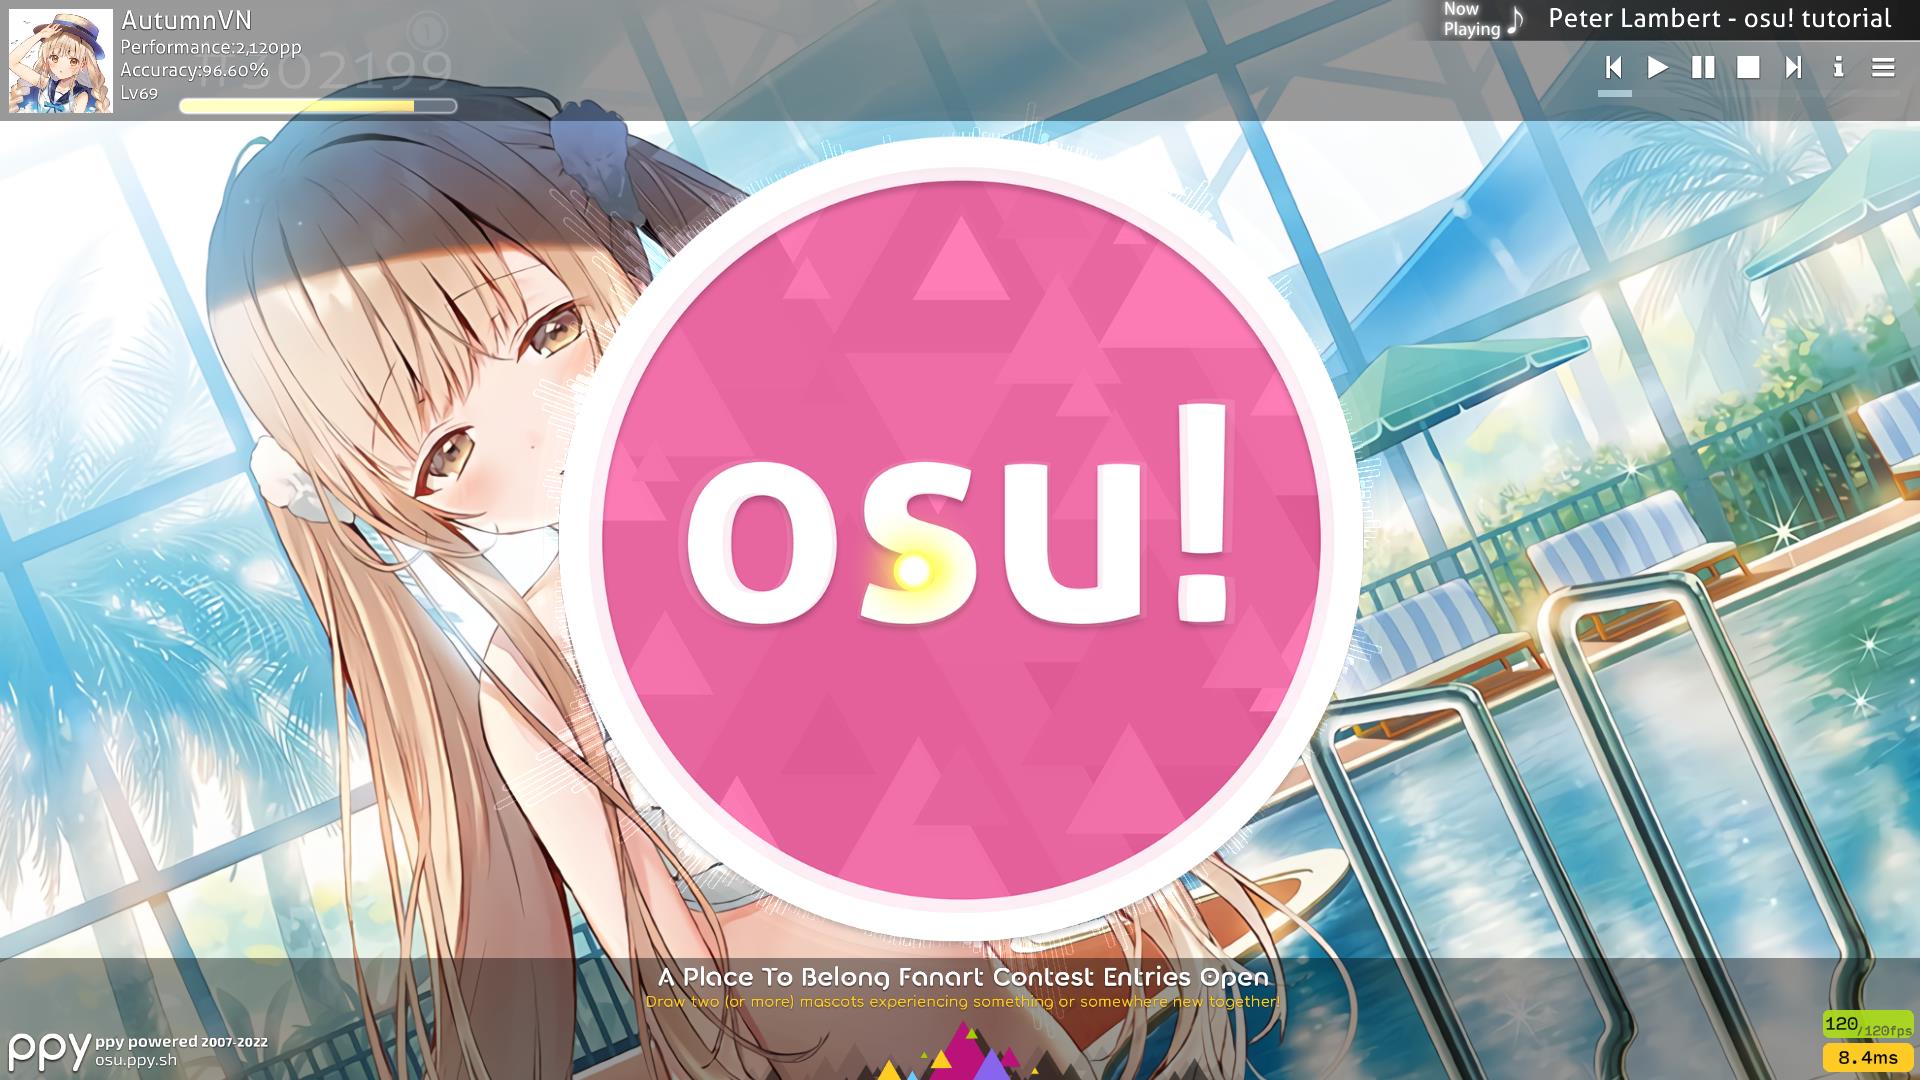 AutumnVN
Performance:2,120pp
Accuracy:96.60%
Lv69
#302199
1
Now
Playing
Peter Lambert - osu! tutorial
osu!
A Place To Belong Fanart Contest Entries Open
Draw two (or more) mascots experiencing something or somewhere new together!
ppy
ppy powered 2007-2022
osu.ppy.sh
120/120fps
8.4ms